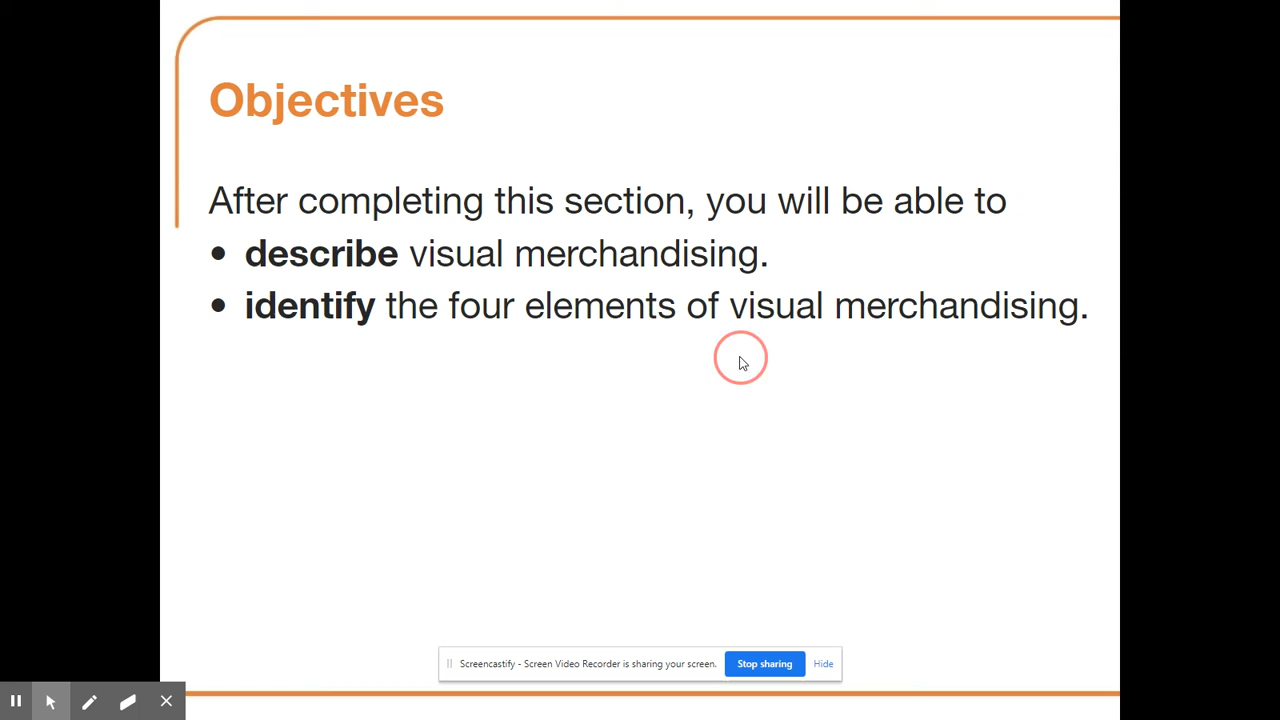 Objectives
After completing this section, you will be able to
• describe visual merchandising.
• identify the four elements of visual merchandising.
Screencastify - Screen Video Recorder is sharing your screen. Stop sharing Hide